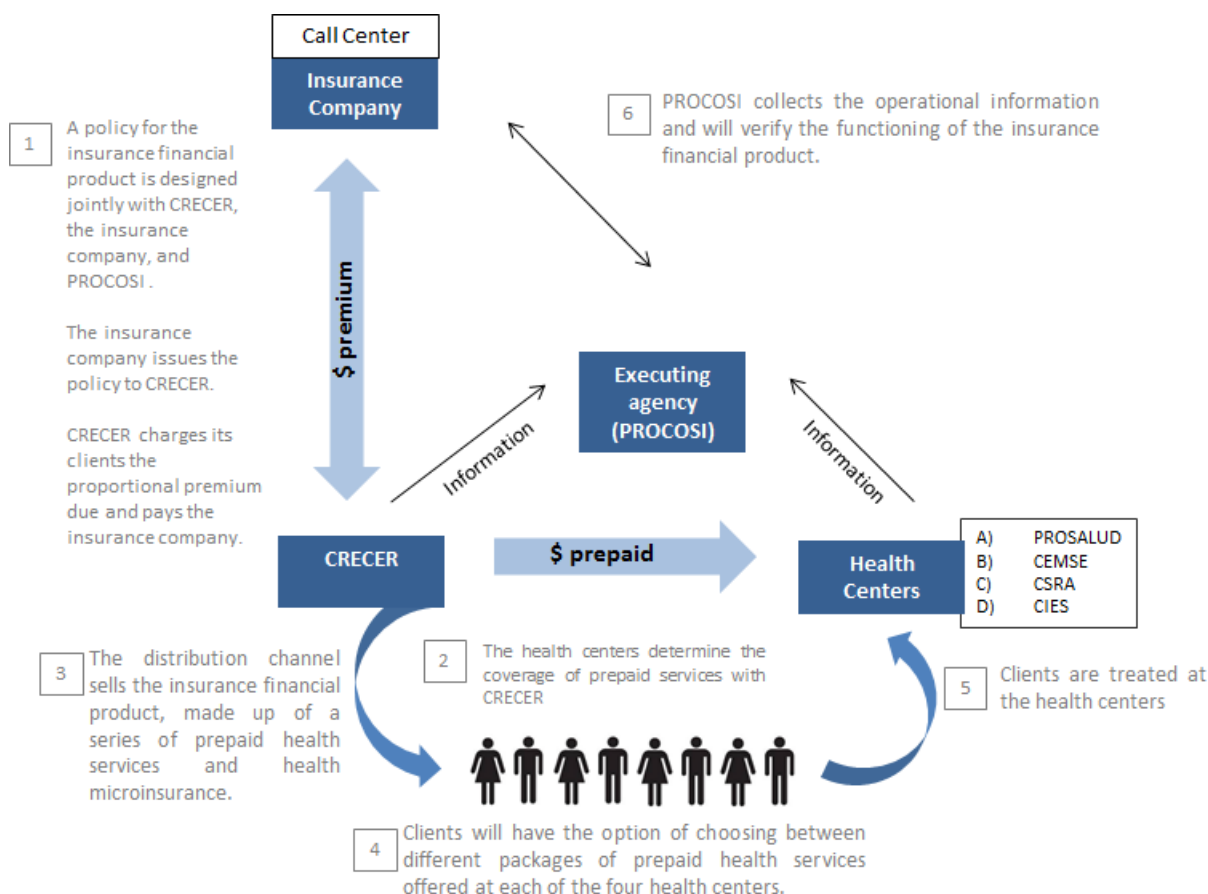 Call Center
Insurance
Company
1
A policy for the
insurance financial
product is designed
jointly with CRECER,
the insurance
company, and
PROCOSI .
The insurance
company issues the
policy to CRECER.
CRECER charges its
clients the
proportional premium
due and pays the
insurance company.
6
PROCOSI collects the operational information
and will verify the functioning of the insurance
financial product.
$ premium
Executing
agency
(PROCOSI)
Information
Information
CRECER
$ prepaid
Health
Centers
A) PROSALUD
B) CEMSE
C) CSRA
D) CIES
2
The health centers determine the
coverage of prepaid services with
CRECER
3
The distribution channel
sells the insurance financial
product, made up of a
series of prepaid health
services and health
microinsurance.
5
Clients are treated at
the health centers
4
Clients will have the option of choosing between
different packages of prepaid health services
offered at each of the four health centers.